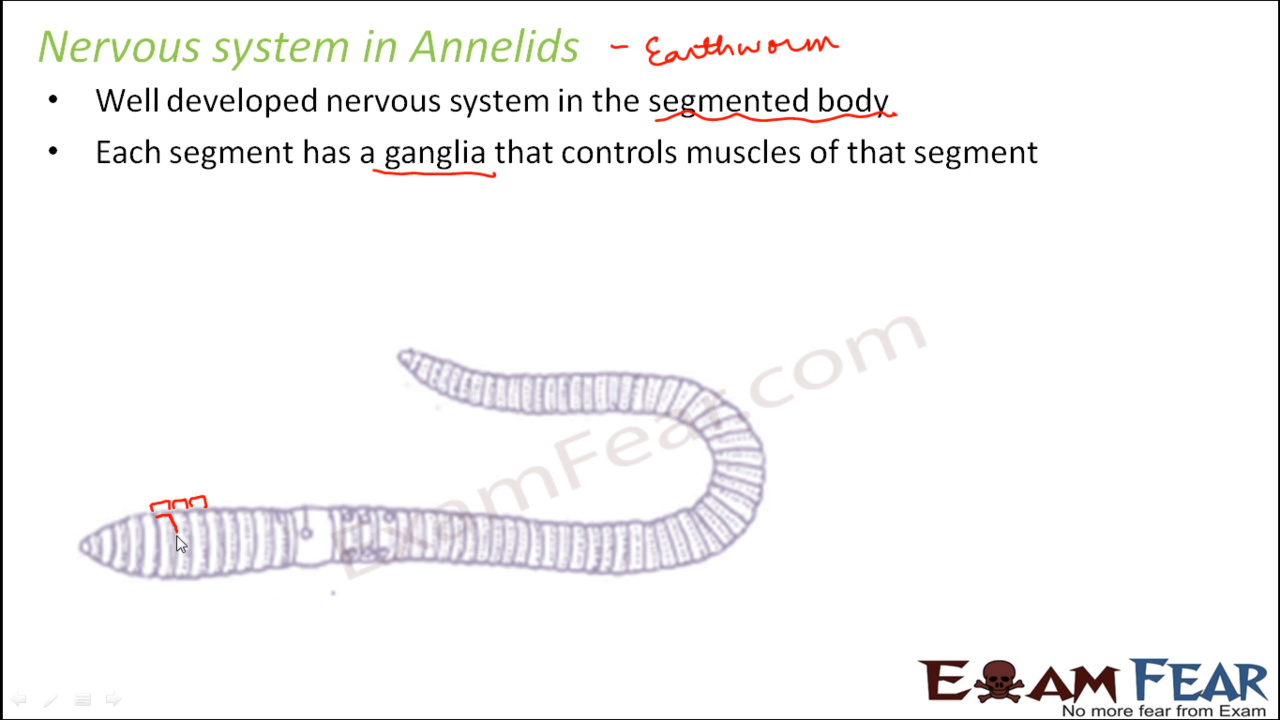 Nervous system in Annelids - Earthworm
• Well developed nervous system in the segmented body
• Each segment has a ganglia that controls muscles of that segment
ExamFear.com
EXAM FEAR
No more fear from Exam